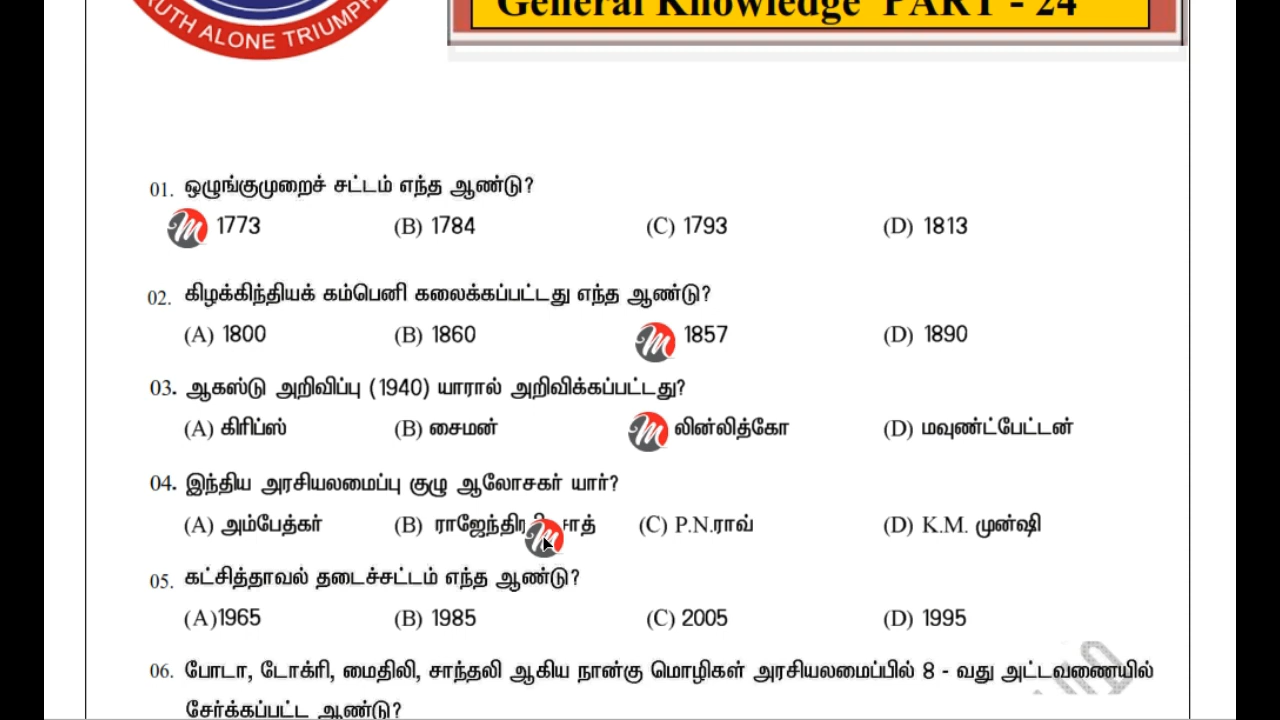 RUTH ALONE TRIUMPH
General Knowledge PART - 24
01. ஒழுங்குமுறைச் சட்டம் எந்த ஆண்டு?
1773 (B) 1784 (C) 1793 (D) 1813
02. கிழக்கிந்தியக் கம்பெனி கலைக்கப்பட்டது எந்த ஆண்டு?
(A) 1800 (B) 1860 1857 (D) 1890
03. ஆகஸ்டு அறிவிப்பு (1940) யாரால் அறிவிக்கப்பட்டது?
(A) கிரிப்ஸ் (B) சைமன் லின்லித்கோ (D) மவுண்ட்பேட்டன்
04. இந்திய அரசியலமைப்பு குழு ஆலோசகர் யார்?
(A) அம்பேத்கர் (B) (C) P.N.ராவ் (D) K.M. முன்ஷி
05. கட்சித்தாவல் தடைச்சட்டம் எந்த ஆண்டு?
(A)1965 (B) 1985 (C) 2005 (D) 1995
06. போடா, டோக்ரி, மைதிலி, சாந்தலி ஆகிய நான்கு மொழிகள் அரசியலமைப்பில் 8 - வது அட்டவணையில்
சேர்க்கப்பட்ட ஆண்டு?